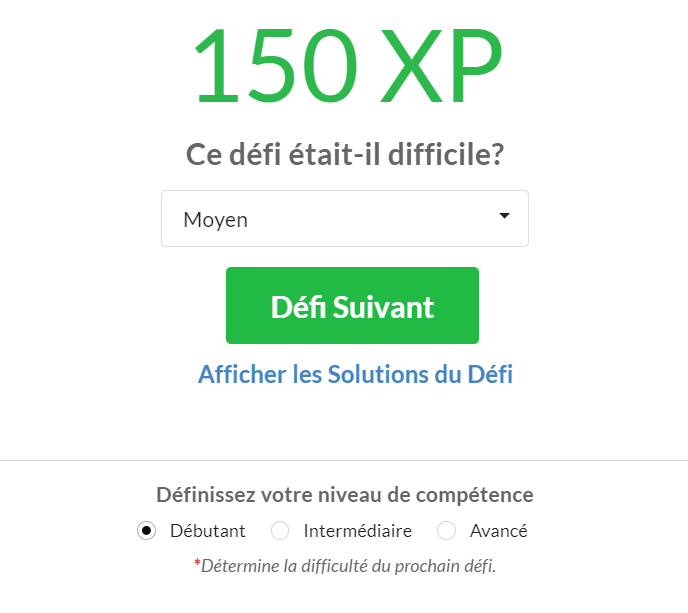 150 XP
Ce défi était-il difficile?
Moyen
Défi Suivant
Afficher les Solutions du Défi
Définissez votre niveau de compétence
Débutant Intermédiaire Avancé
*Détermine la difficulté du prochain défi.